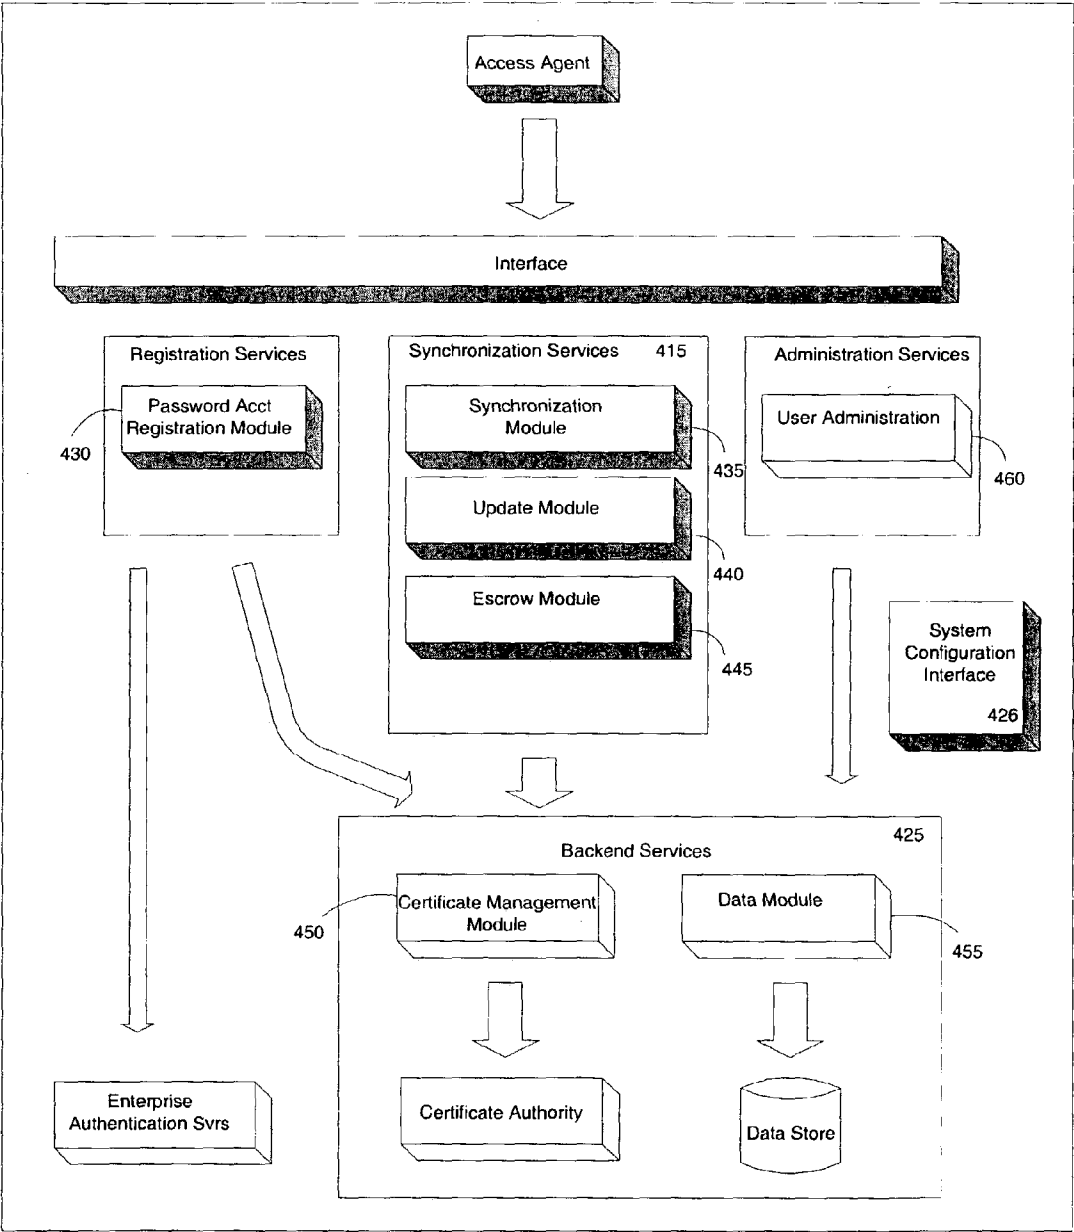 Access Agent
Interface
Registration Services
Password Acct
Registration Module
430
Synchronization Services 415
Synchronization
Module
435
Update Module
440
Escrow Module
445
Administration Services
User Administration
460
System
Configuration
Interface
426
425
Backend Services
Certificate Management
Module
450
Data Module
455
Enterprise
Authentication Svrs
Certificate Authority
Data Store